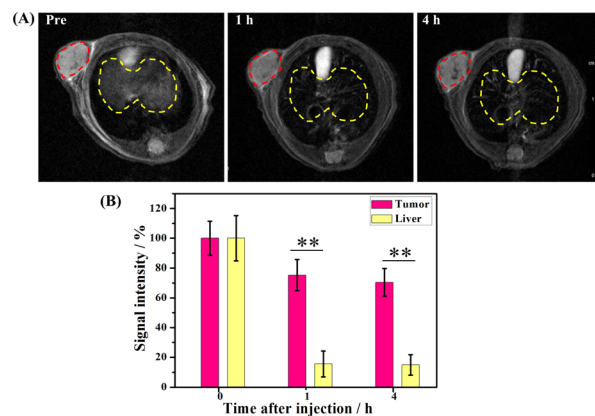 (A)
Pre
1 h
4 h
cm
(B)
Tumor
Liver
Signal intensity / %
120
100
80
60
40
20
0
**
**
0
1
4
Time after injection / h